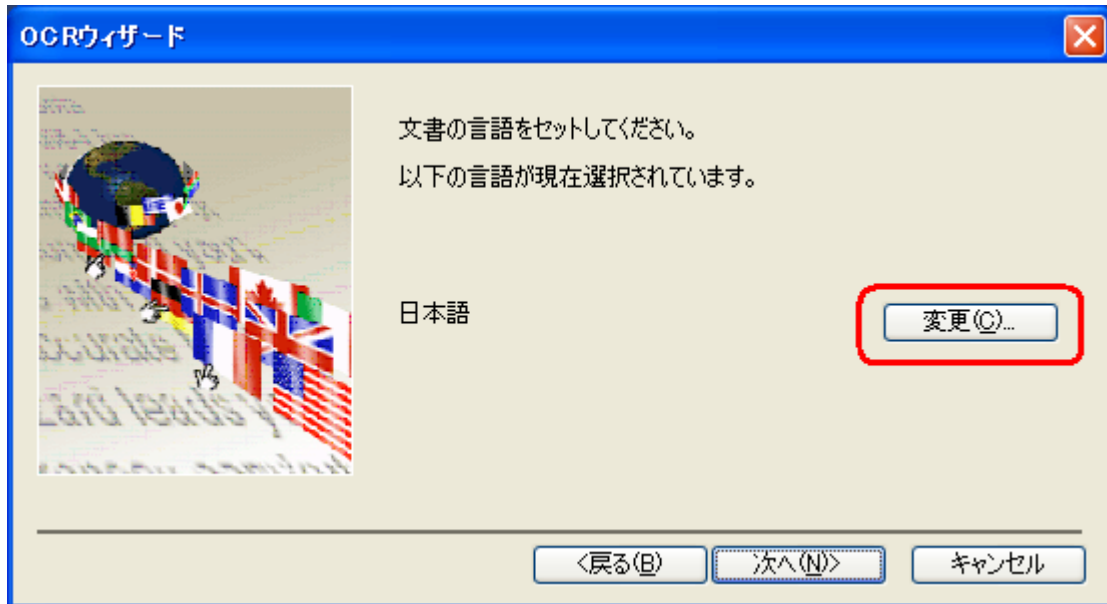 OCRウィザード
文書の言語をセットしてください。
以下の言語が現在選択されています。
日本語
変更(C)...
<戻る(B)
次へ(N)>
キャンセル